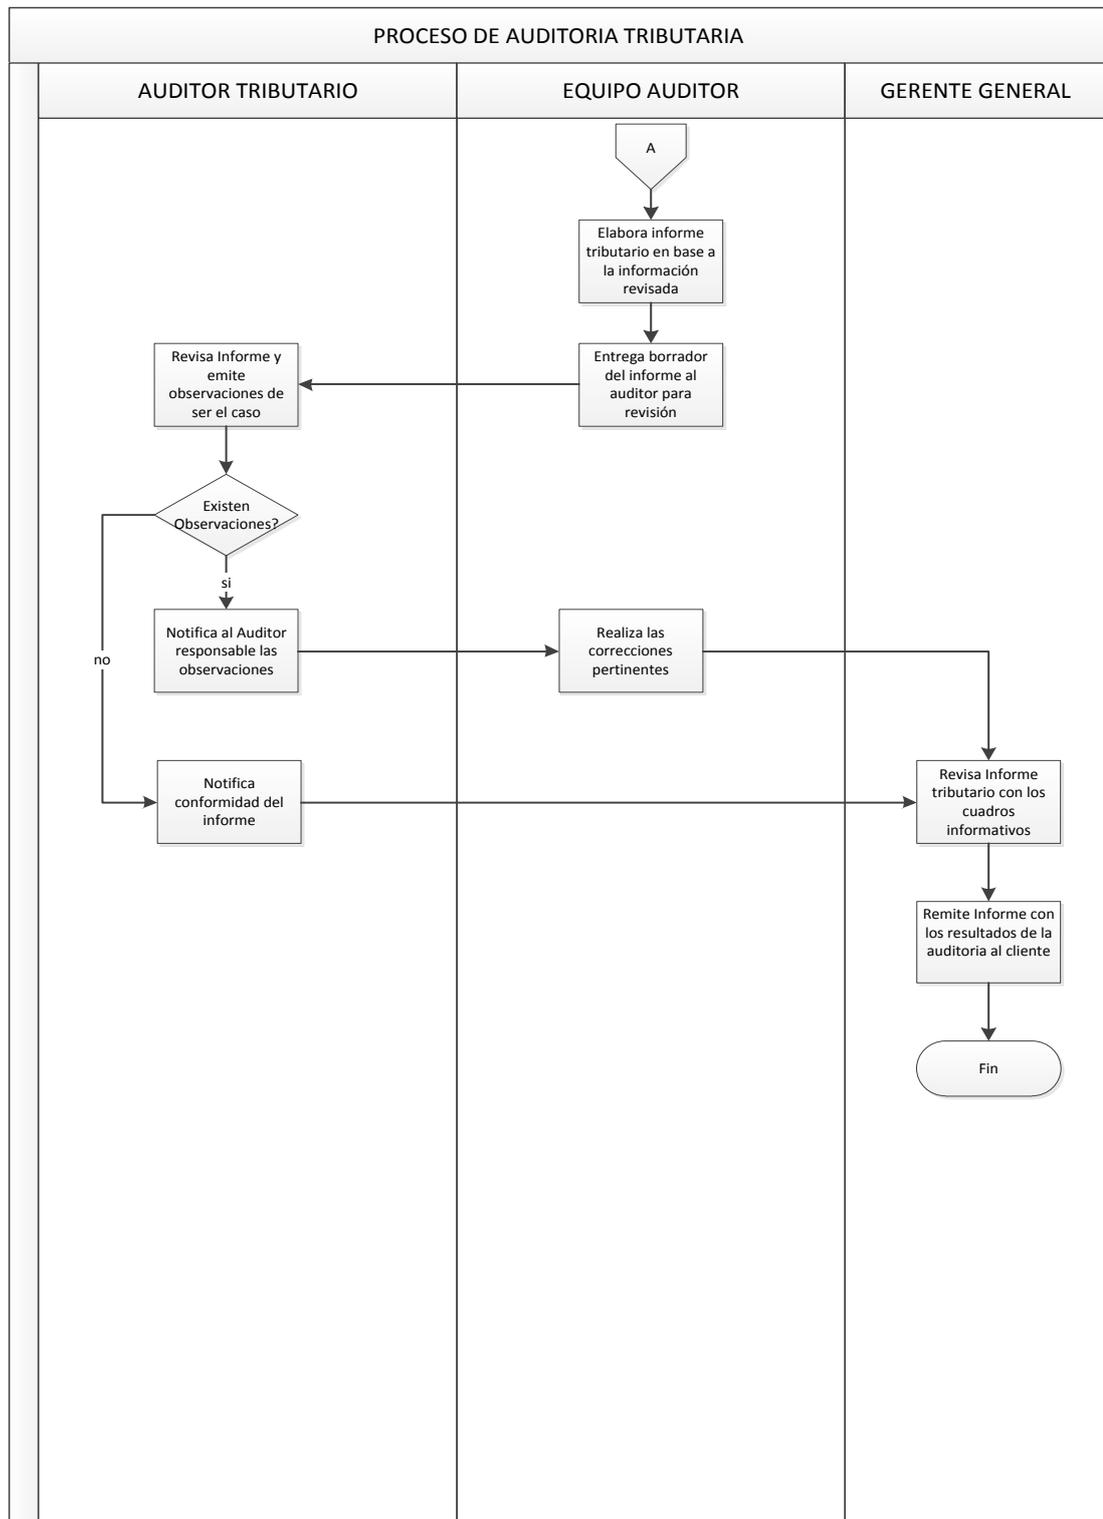 PROCESO DE AUDITORIA TRIBUTARIA
AUDITOR TRIBUTARIO
EQUIPO AUDITOR
GERENTE GENERAL
A
Elabora informe
tributario en base a
la información
revisada
Revisa Informe y
emite
observaciones de
ser el caso
Entrega borrador
del informe al
auditor para
revisión
Existen
Observaciones?
si
no
Notifica al Auditor
responsable las
observaciones
Realiza las
correcciones
pertinentes
Notifica
conformidad del
informe
Revisa Informe
tributario con los
cuadros
informativos
Remite Informe con
los resultados de la
auditoria al cliente
Fin